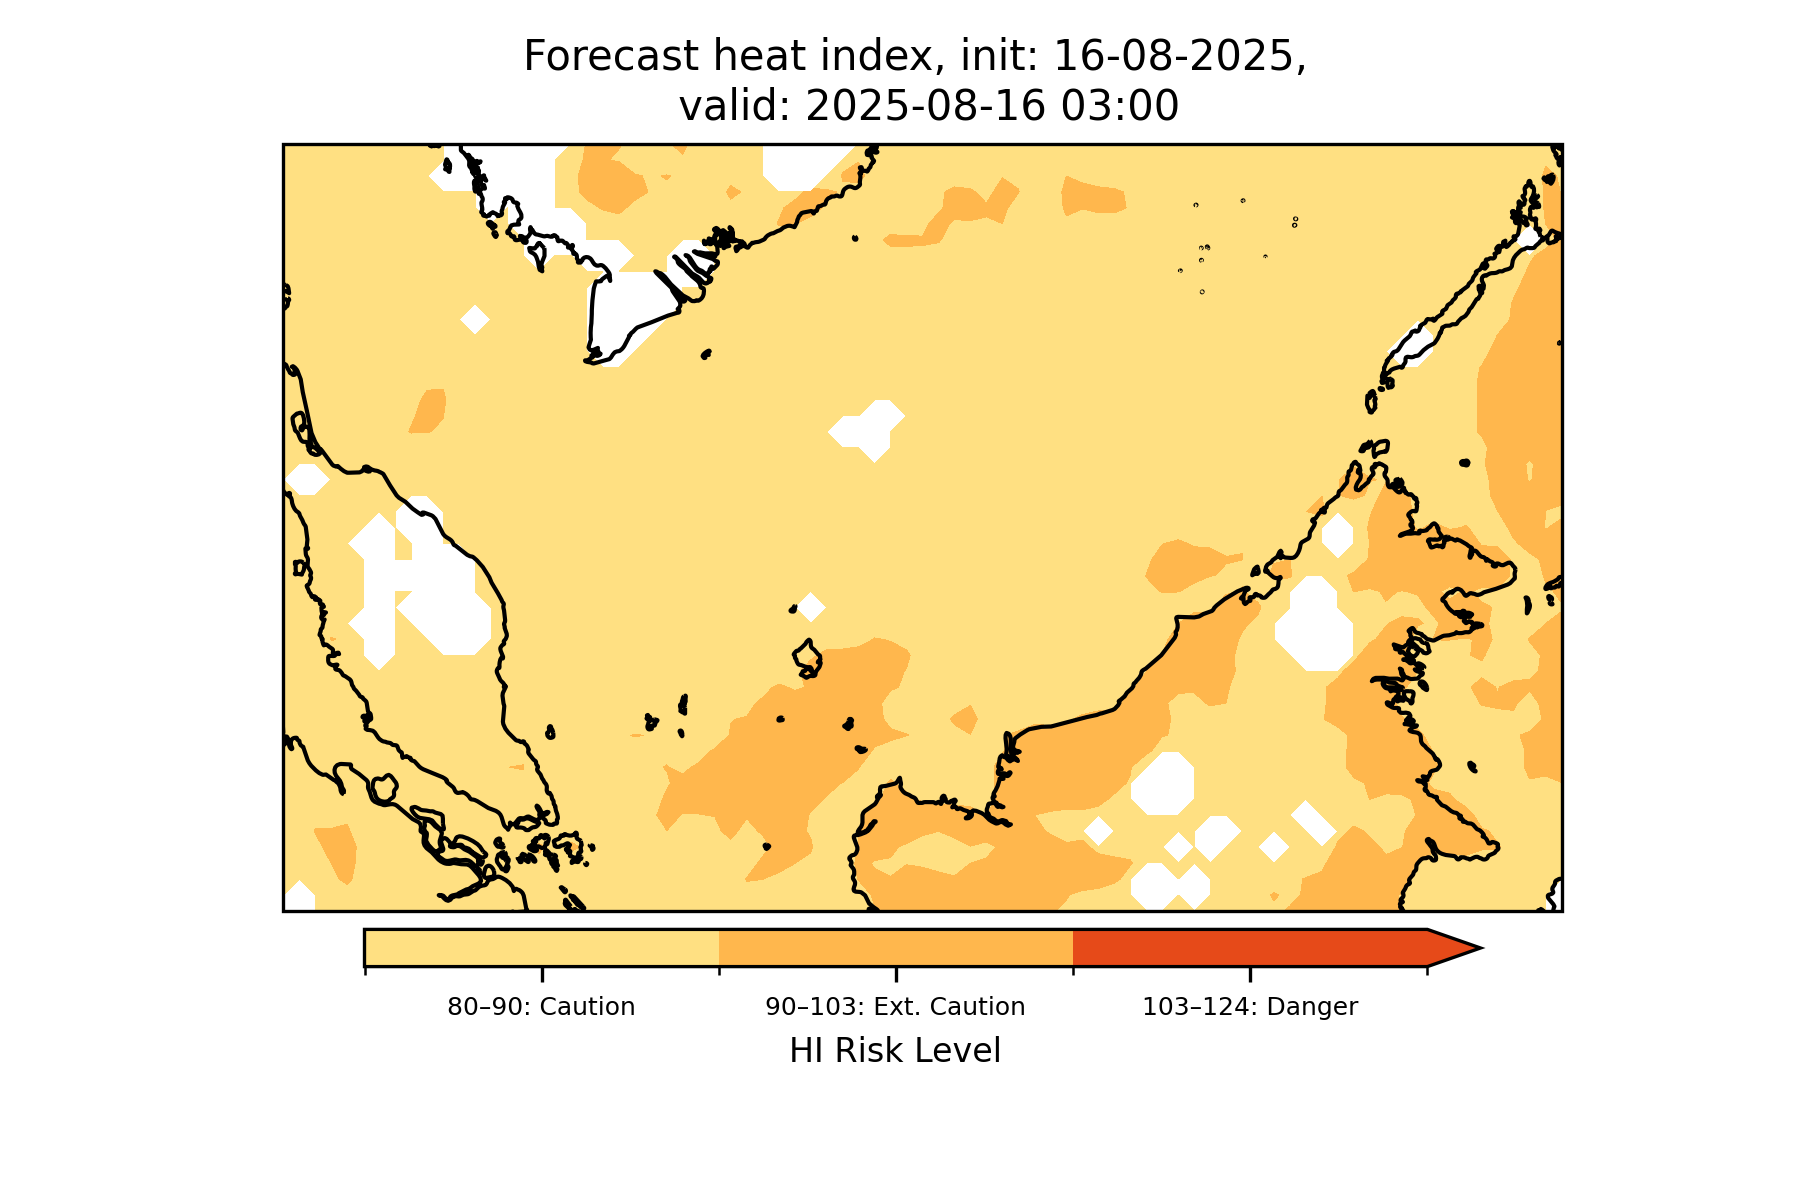 Forecast heat index, init: 16-08-2025,
valid: 2025-08-16 03:00
80–90: Caution
90–103: Ext. Caution
103–124: Danger
HI Risk Level